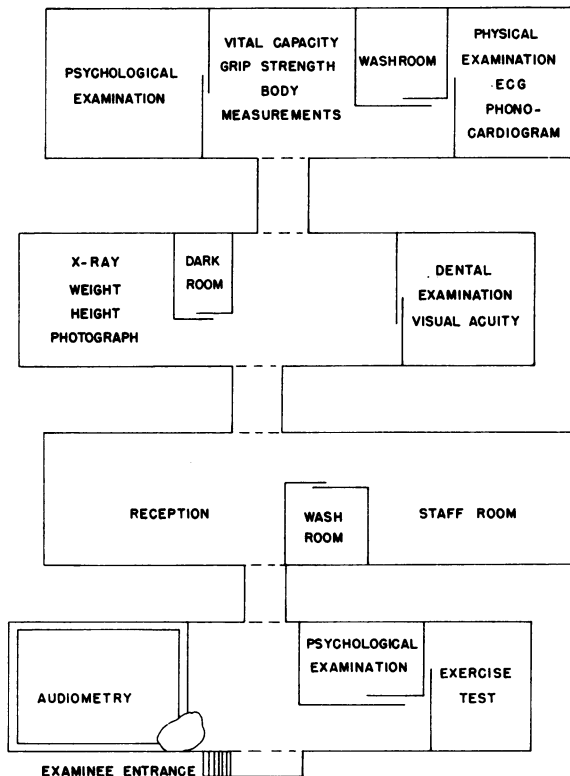 PSYCHOLOGICAL
EXAMINATION
VITAL CAPACITY
GRIP STRENGTH
BODY
MEASUREMENTS
WASHROOM
PHYSICAL
EXAMINATION
ECG
PHONO-
CARDIOGRAM
X-RAY
WEIGHT
HEIGHT
PHOTOGRAPH
DARK
ROOM
DENTAL
EXAMINATION
VISUAL ACUITY
RECEPTION
WASH
ROOM
STAFF ROOM
AUDIOMETRY
PSYCHOLOGICAL
EXAMINATION
EXERCISE
TEST
EXAMINEE ENTRANCE